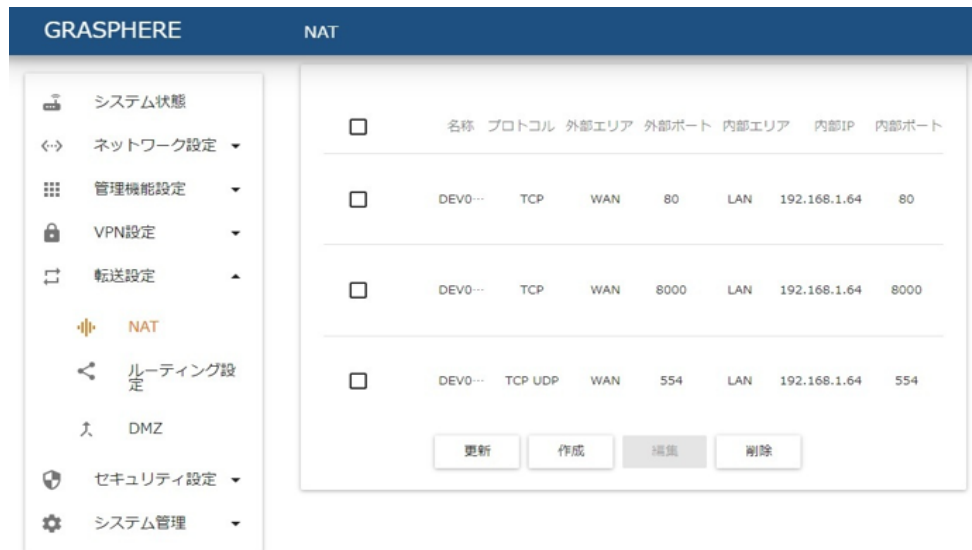 GRASPHERE NAT
システム状態
ネットワーク設定
管理機能設定
VPN設定
転送設定
NAT
ルーティング設
定
DMZ
セキュリティ設定
システム管理
名称 プロトコル 外部エリア 外部ポート 内部エリア 内部IP 内部ポート
DEV0… TCP WAN 80 LAN 192.168.1.64 80
DEV0… TCP WAN 8000 LAN 192.168.1.64 8000
DEV0… TCP UDP WAN 554 LAN 192.168.1.64 554
更新 作成 編集 削除